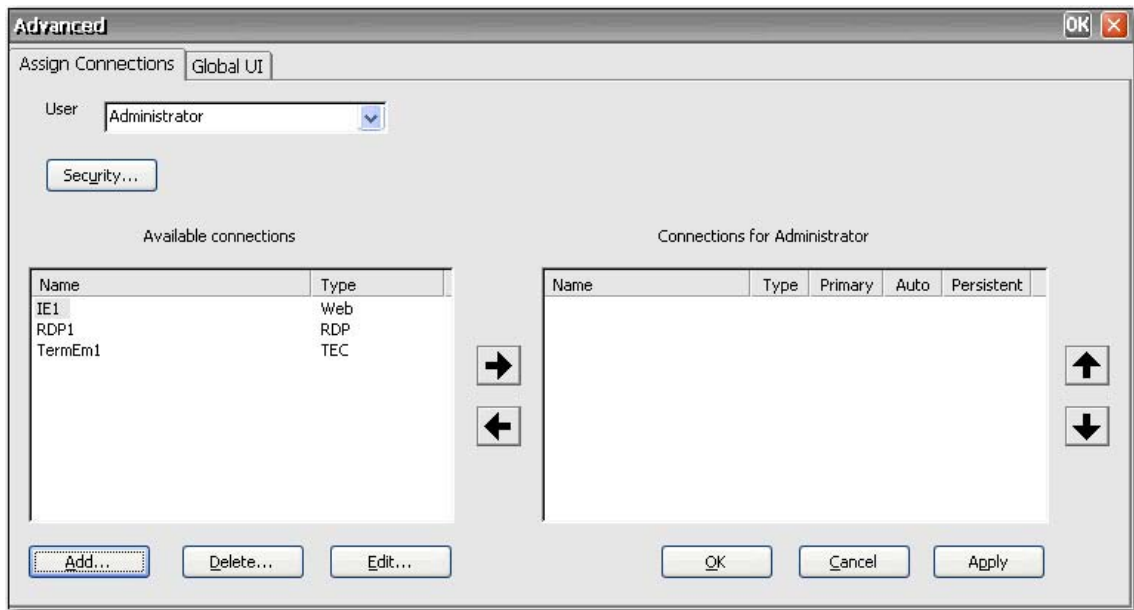 Advanced OK
Assign Connections Global UI
User Administrator
Security...
Available connections Connections for Administrator
Name Type Name Type Primary Auto Persistent
IE1 Web
RDP1 RDP
TermEm1 TEC
Add... Delete... Edit... OK Cancel Apply